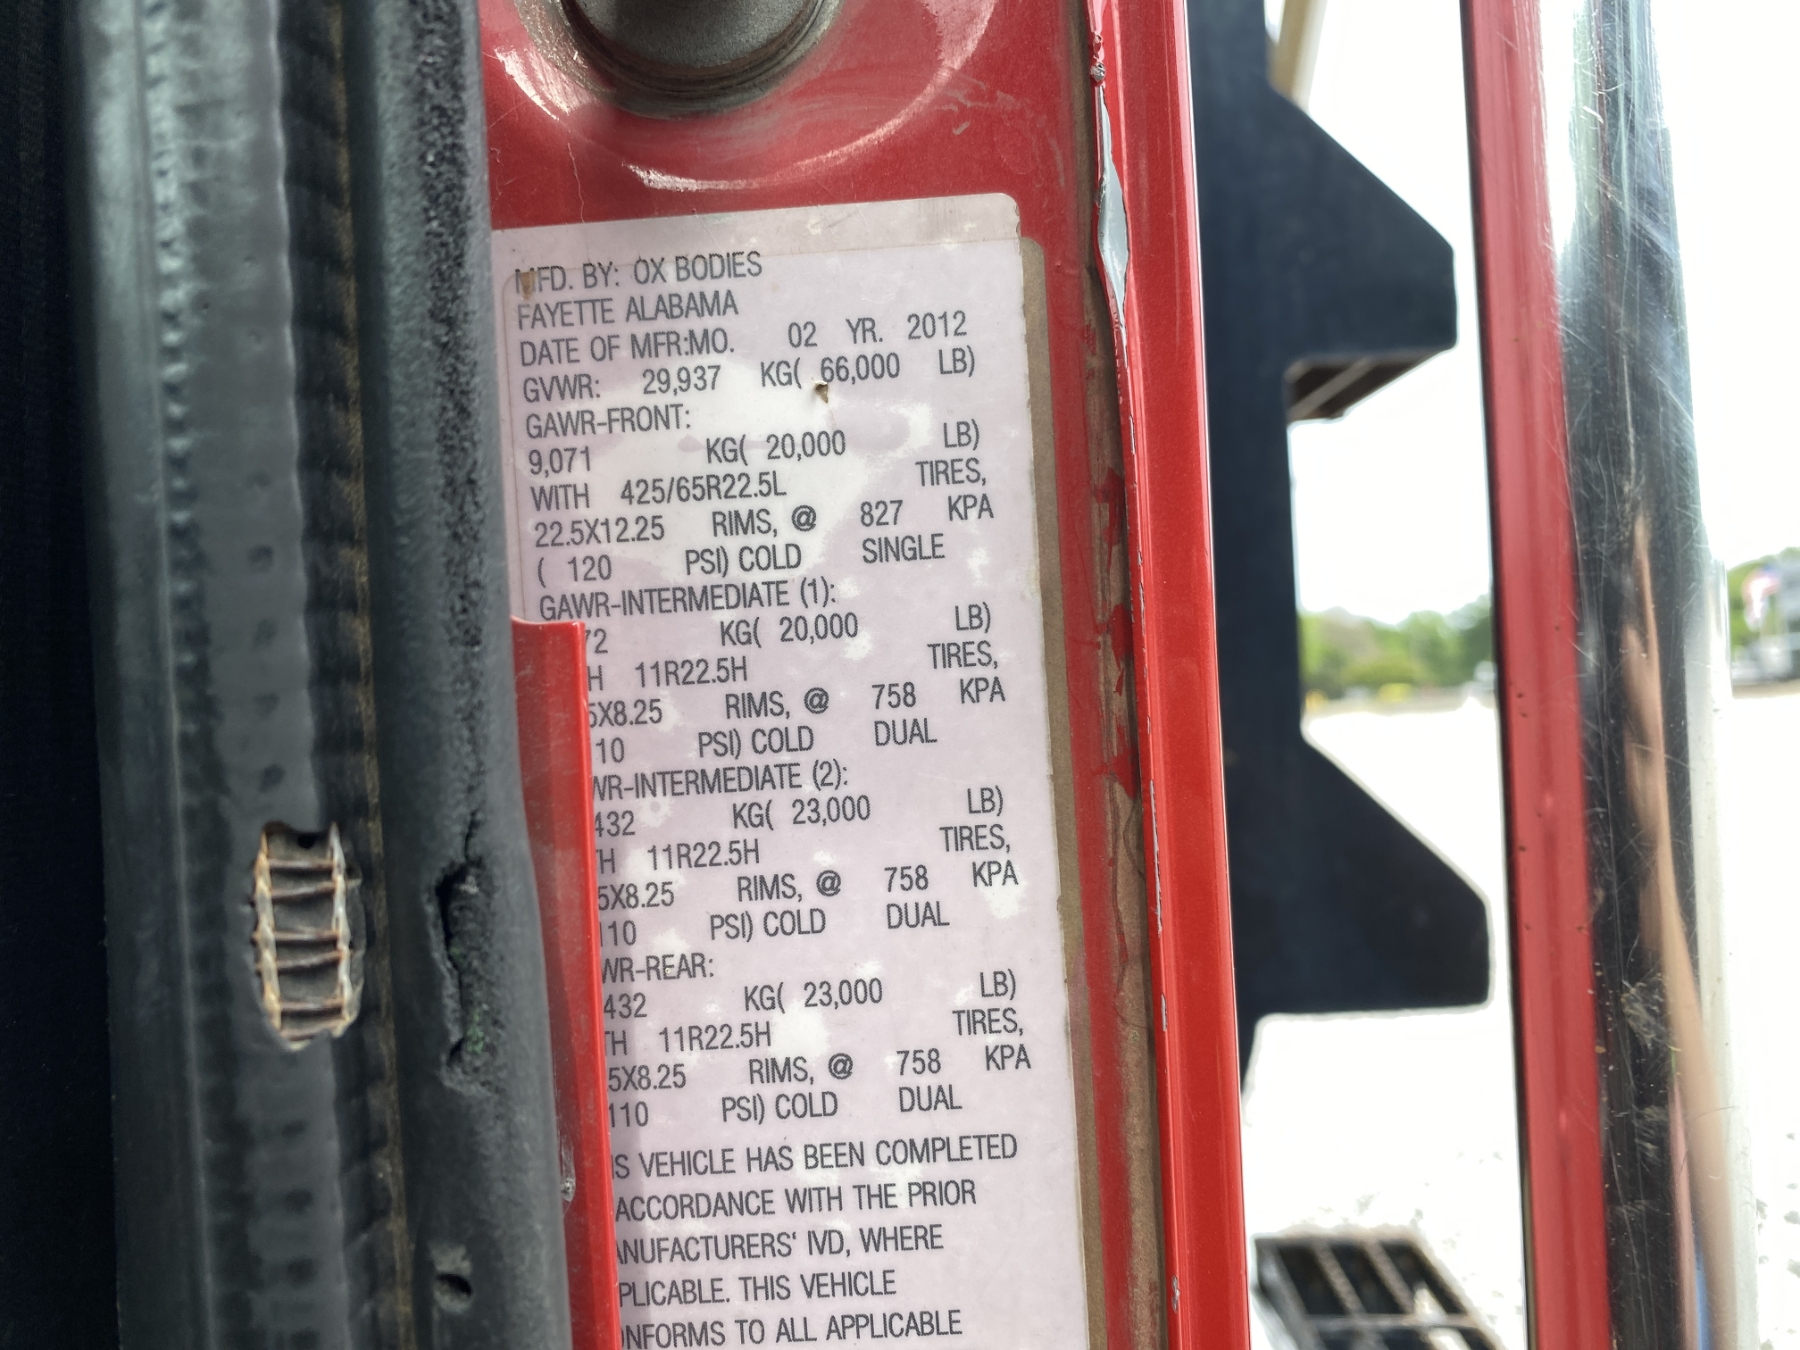 MFD. BY: OX BODIES
FAYETTE ALABAMA
DATE OF MFR:MO. 02 YR. 2012
GVWR: 29,937 KG( 66,000 LB)
GAWR-FRONT:
9,071 KG( 20,000 LB)
WITH 425/65R22.5L TIRES,
22.5X12.25 RIMS, @ 827 KPA
( 120 PSI) COLD SINGLE
GAWR-INTERMEDIATE (1):
72 KG( 20,000 LB)
H 11R22.5H TIRES,
5X8.25 RIMS, @ 758 KPA
10 PSI) COLD DUAL
WR-INTERMEDIATE (2):
432 KG( 23,000 LB)
TH 11R22.5H TIRES,
5X8.25 RIMS, @ 758 KPA
110 PSI) COLD DUAL
WR-REAR:
432 KG( 23,000 LB)
TH 11R22.5H TIRES,
5X8.25 RIMS, @ 758 KPA
110 PSI) COLD DUAL
IS VEHICLE HAS BEEN COMPLETED
ACCORDANCE WITH THE PRIOR
ANUFACTURERS' IVD, WHERE
PLICABLE. THIS VEHICLE
ONFORMS TO ALL APPLICABLE